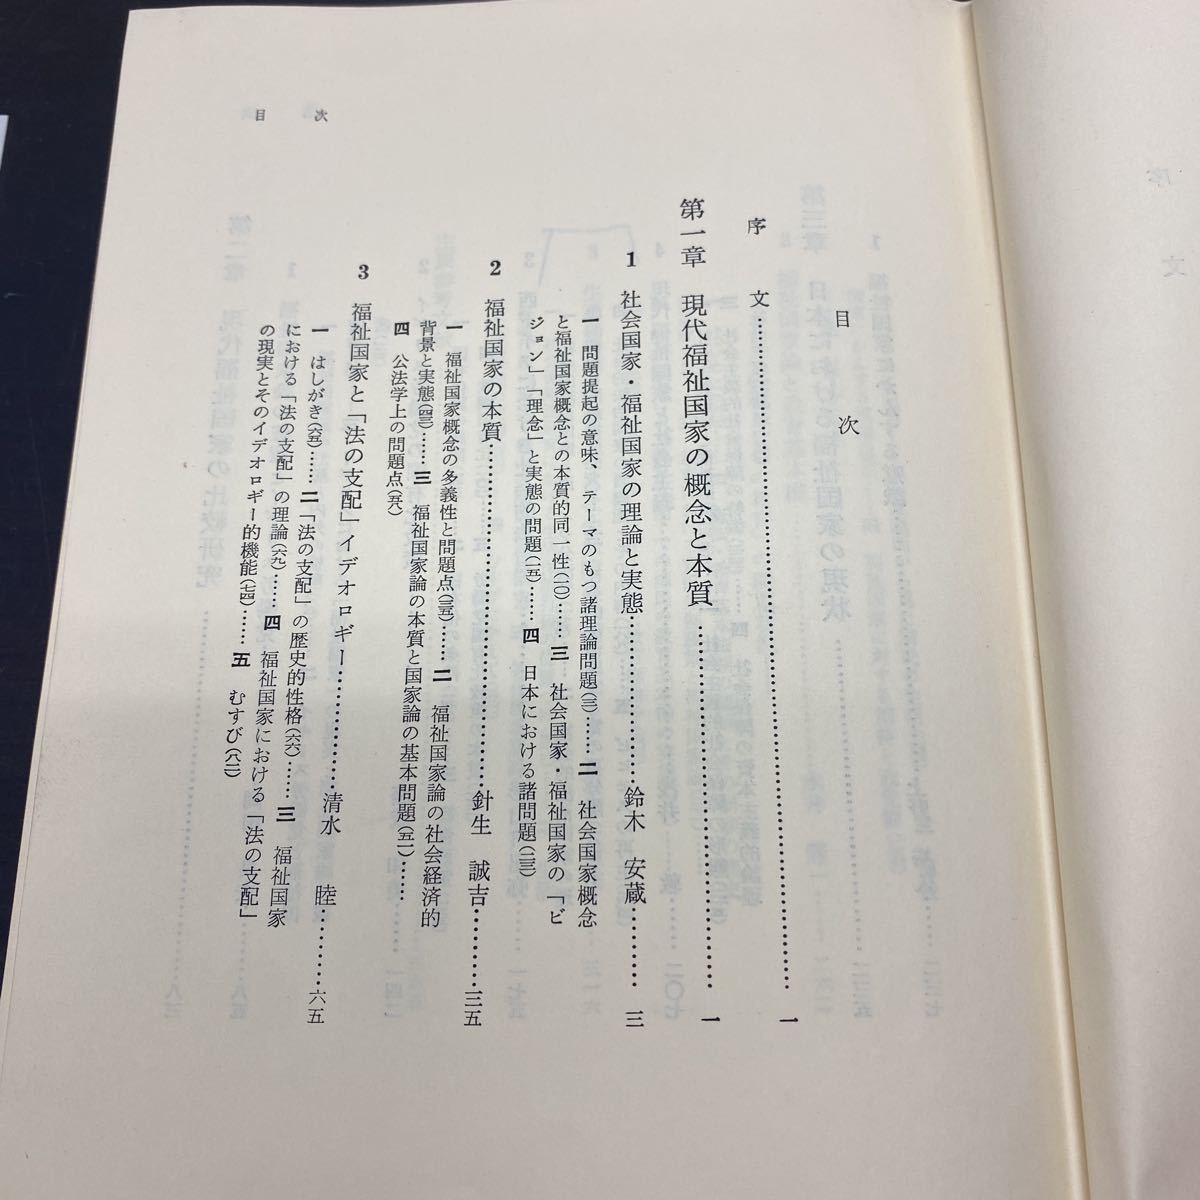 序文
目次
目次
序文……一
第一章 現代福祉国家の概念と本質……一
1 社会国家・福祉国家の理論と実態……鈴木 安蔵……三
一 問題提起の意味、テーマのもつ諸理論問題(三)……二 社会国家概念
と福祉国家概念との本質的同一性(一〇)……三 社会国家・福祉国家の「ビ
ジョン」「理念」と実態の問題(一五)……四 日本における諸問題(二三)
2 福祉国家の本質……針生 誠吉……三五
一 福祉国家概念の多義性と問題点(三五)……二 福祉国家論の社会経済的
背景と実態(四三)……三 福祉国家論の本質と国家論の基本問題(五二)……
四 公法学上の問題点(五八)
3 福祉国家と「法の支配」イデオロギー……清水 睦……六五
一 はしがき(六五)……二 「法の支配」の歴史的性格(六六)……三 福祉国家
における「法の支配」の理論(六九)……四 福祉国家における「法の支配」
の現実とそのイデオロギー的機能(七四)……五 むすび(八二)